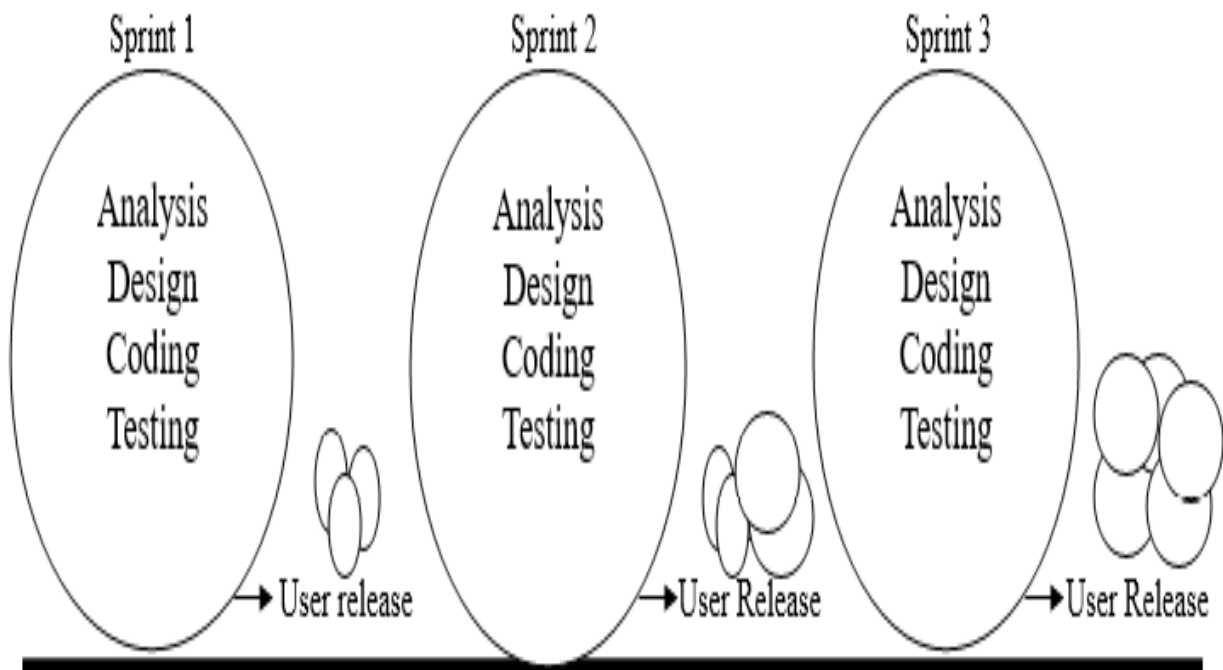 Sprint 1
Analysis
Design
Coding
Testing
User release
Sprint 2
Analysis
Design
Coding
Testing
User Release
Sprint 3
Analysis
Design
Coding
Testing
User Release